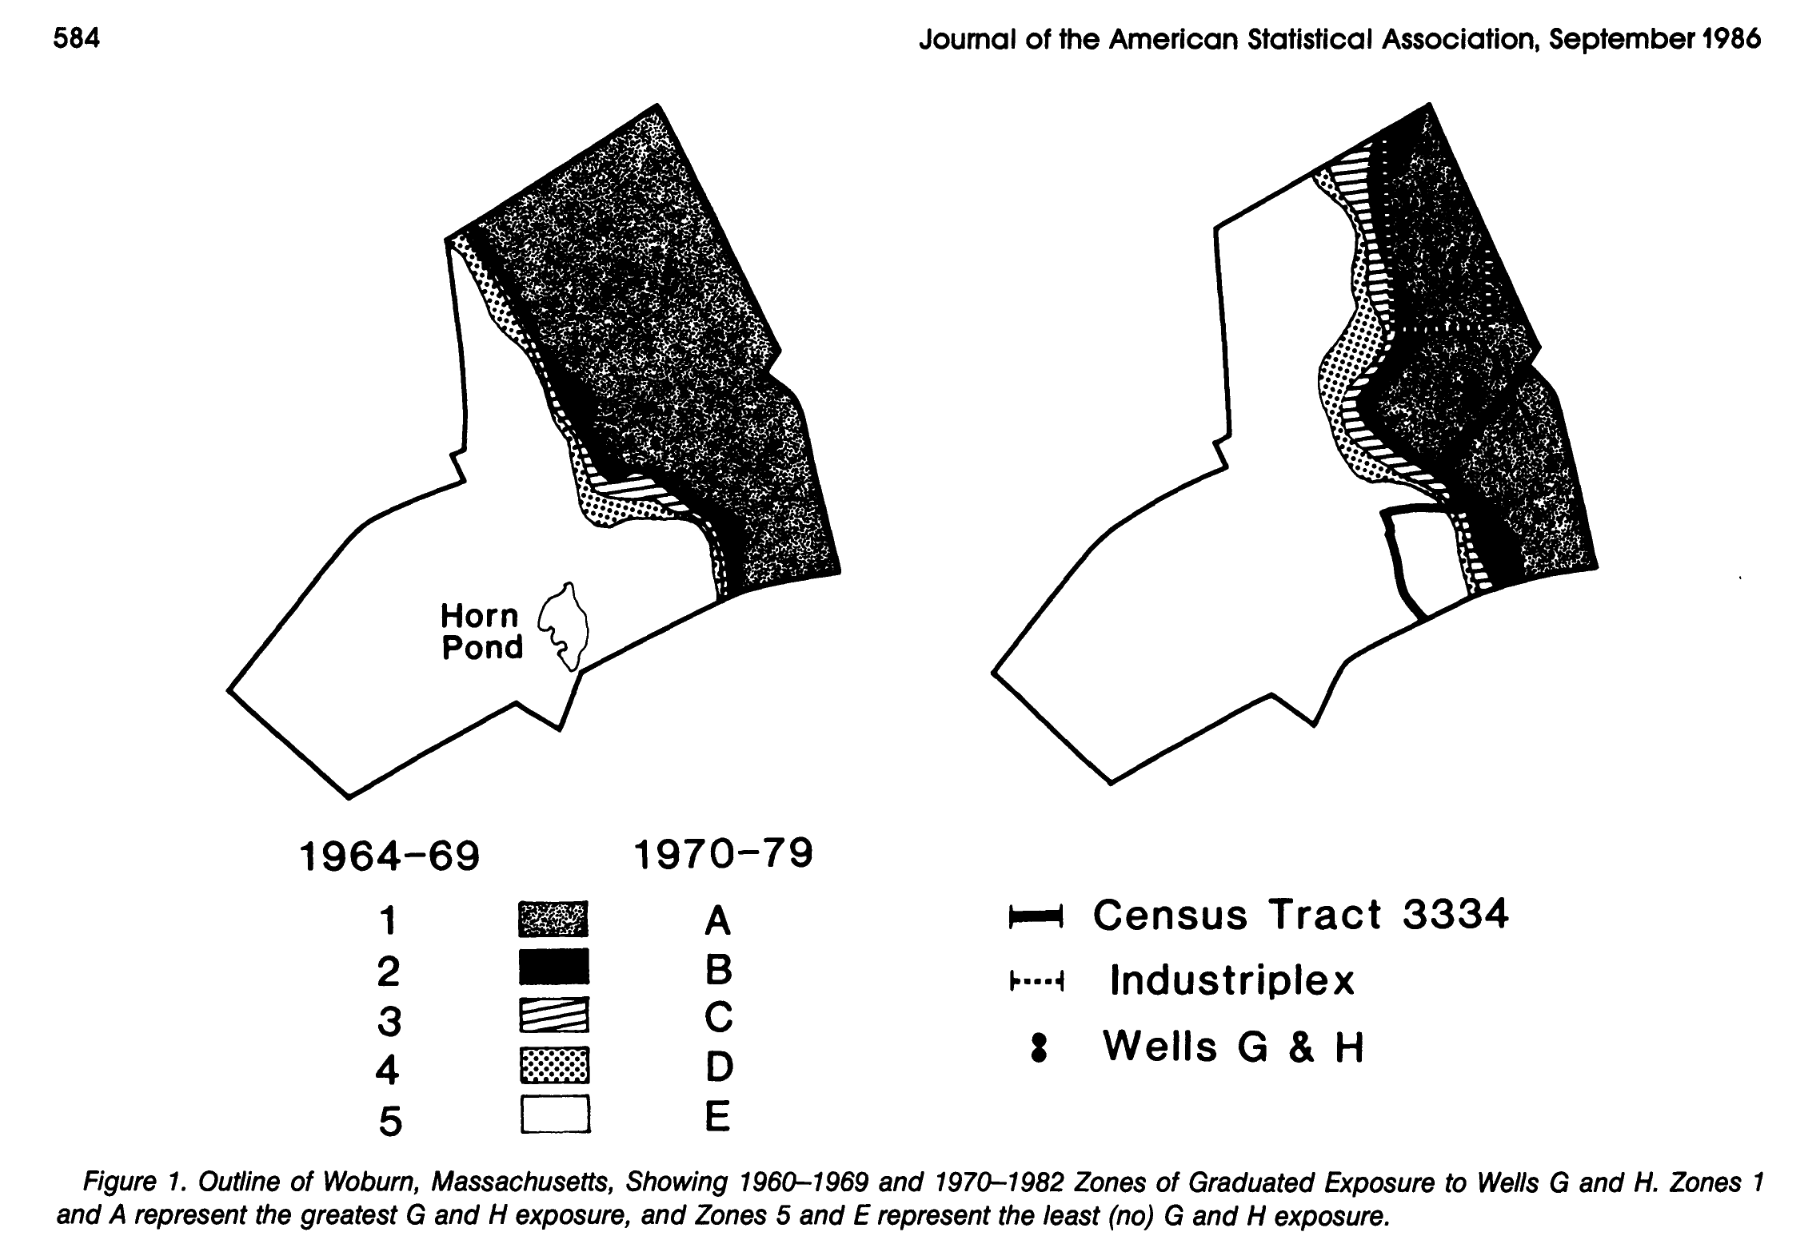 584
Journal of the American Statistical Association, September 1986
Horn
Pond
1964–69 1970–79
1 A
2 B
3 C
4 D
5 E
Census Tract 3334
Industriplex
Wells G & H
Figure 1. Outline of Woburn, Massachusetts, Showing 1960–1969 and 1970–1982 Zones of Graduated Exposure to Wells G and H. Zones 1
and A represent the greatest G and H exposure, and Zones 5 and E represent the least (no) G and H exposure.